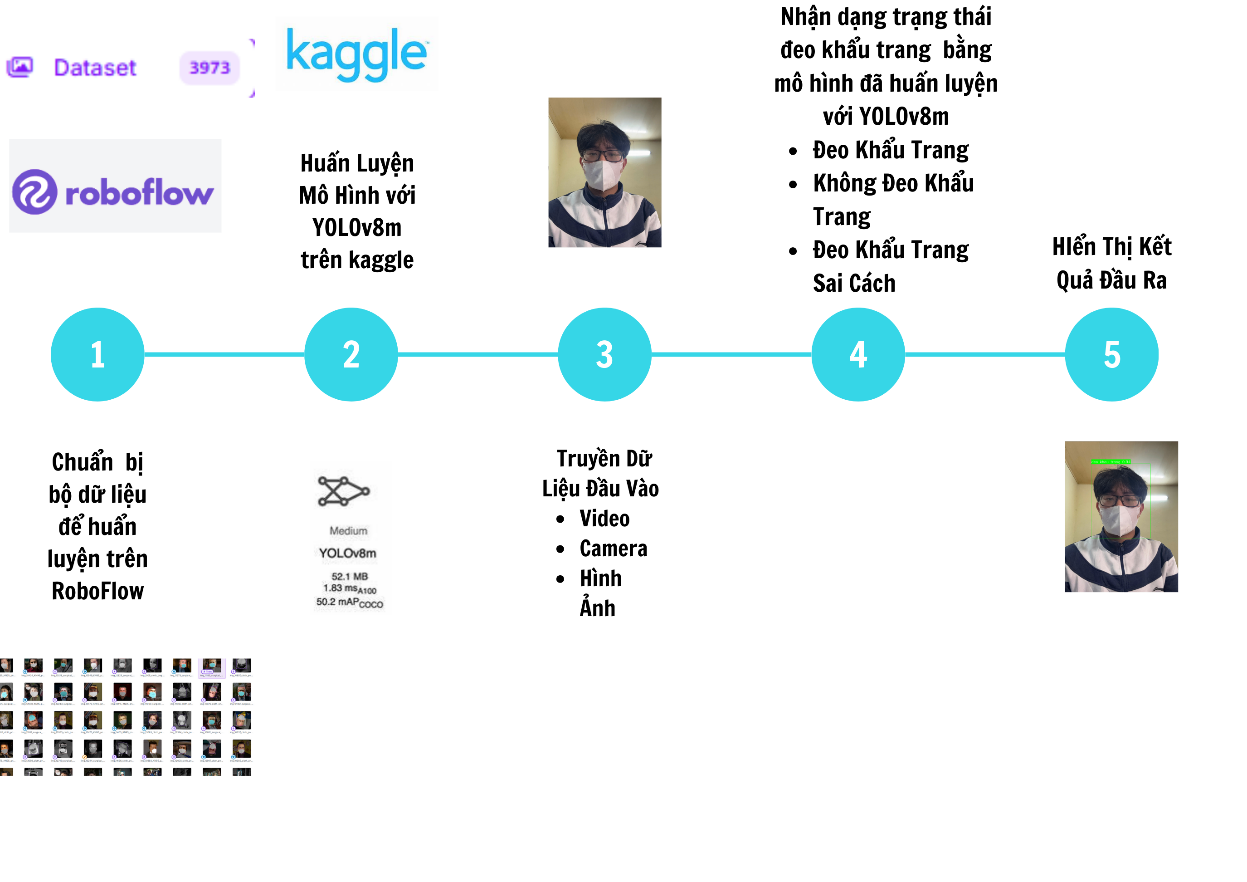 Dataset 3973
roboflow
1
Chuẩn bị
bộ dữ liệu
để huấn
luyện trên
RoboFlow
kaggle
Huấn Luyện
Mô Hình với
YOLOv8m
trên kaggle
2
Medium
YOLOv8m
52.1 MB
1.83 msA100
50.2 mAPCOCO
3
Truyền Dữ
Liệu Đầu Vào
• Video
• Camera
• Hình
Ảnh
Nhận dạng trạng thái
đeo khẩu trang bằng
mô hình đã huấn luyện
với YOLOv8m
• Đeo Khẩu Trang
• Không Đeo Khẩu
Trang
• Đeo Khẩu Trang
Sai Cách
4
HIển Thị Kết
Quả Đầu Ra
5